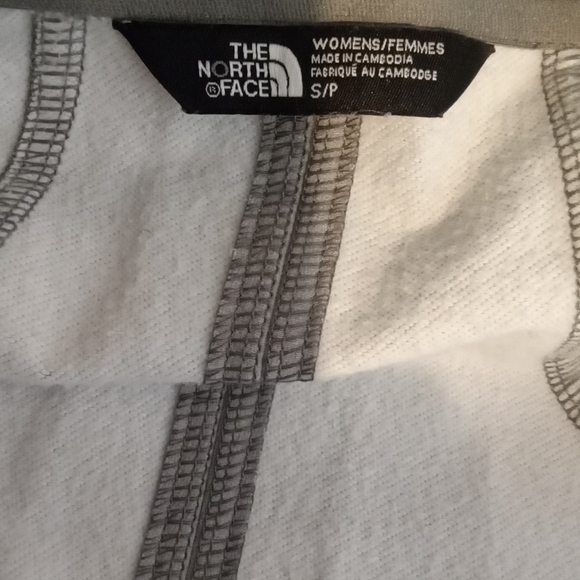 THE
NORTH
FACE
WOMENS/FEMMES
MADE IN CAMBODIA
FABRIQUÉ AU CAMBODGE
S/P